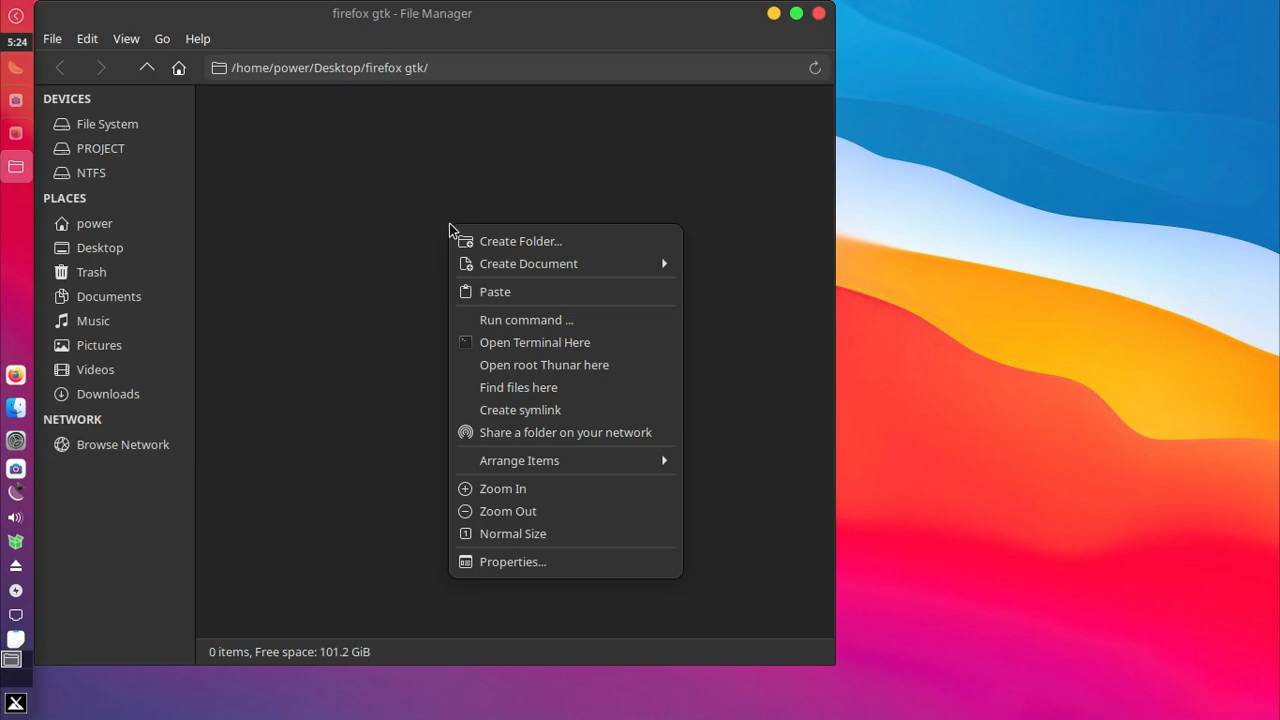 firefox gtk - File Manager
5:24
File Edit View Go Help
/home/power/Desktop/firefox gtk/
DEVICES
File System
PROJECT
NTFS
PLACES
power
Desktop
Trash
Documents
Music
Pictures
Videos
Downloads
NETWORK
Browse Network
Create Folder...
Create Document
Paste
Run command ...
Open Terminal Here
Open root Thunar here
Find files here
Create symlink
Share a folder on your network
Arrange Items
Zoom In
Zoom Out
Normal Size
Properties...
0 items, Free space: 101.2 GiB